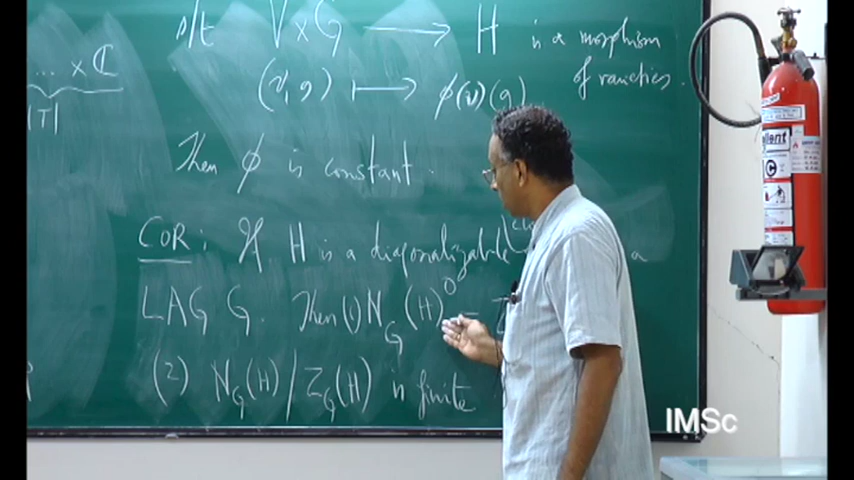 s/t V × G → H is a morphism
of varieties.
(v, g) ↦ φ(v)(g)
... × ℂ
|T|
Then φ is constant.
COR: If H is a diagonalizable a
LAG G. Then (1) N_G(H)⁰ =
(2) N_G(H)/Z_G(H) is finite
IMSc